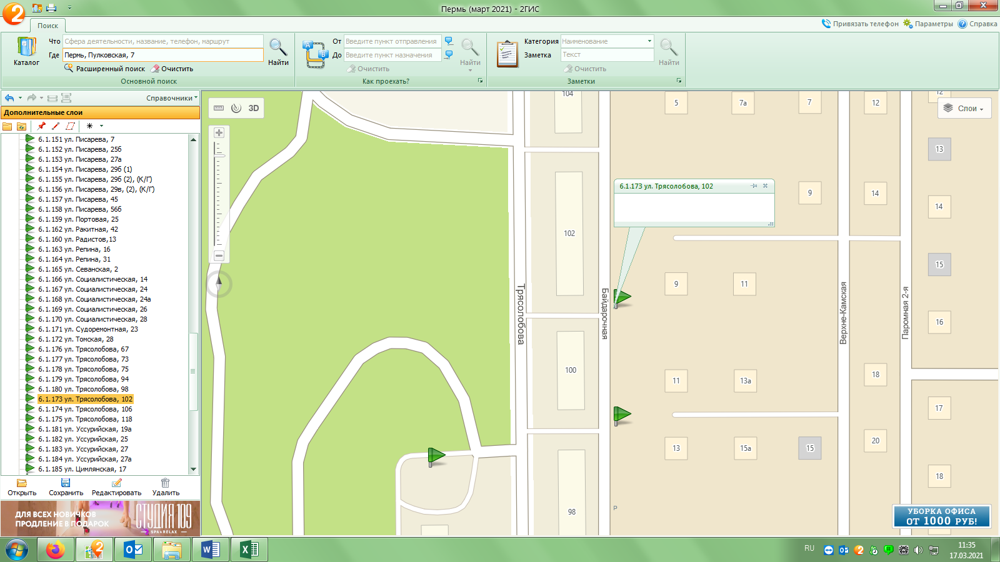 Пермь (март 2021) - 2ГИС
Поиск
Привязать телефон
Параметры
Справка
Каталог
Что
Сфера деятельности, название, телефон, маршрут
Где
Пермь, Пулковская, 7
Расширенный поиск
Очистить
Найти
Основной поиск
От
Введите пункт отправления
До
Введите пункт назначения
Очистить
Найти
Как проехать?
Категория
Наименование
Заметка
Текст
Очистить
Найти
Заметки
Справочники
Дополнительные слои
6.1.151 ул. Писарева, 7
6.1.152 ул. Писарева, 25б
6.1.153 ул. Писарева, 27а
6.1.154 ул. Писарева, 29б (1)
6.1.155 ул. Писарева, 29б (2), (К/Г)
6.1.156 ул. Писарева, 29в, (2), (К/Г)
6.1.157 ул. Писарева, 45
6.1.158 ул. Писарева, 56б
6.1.159 ул. Портовая, 25
6.1.162 ул. Ракитная, 42
6.1.160 ул. Радистов,13
6.1.163 ул. Репина, 16
6.1.164 ул. Репина, 31
6.1.165 ул. Севанская, 2
6.1.166 ул. Социалистическая, 14
6.1.167 ул. Социалистическая, 24
6.1.168 ул. Социалистическая, 24а
6.1.169 ул. Социалистическая, 26
6.1.170 ул. Социалистическая, 28
6.1.171 ул. Судоремонтная, 23
6.1.172 ул. Томская, 28
6.1.176 ул. Трясолобова, 67
6.1.177 ул. Трясолобова, 73
6.1.178 ул. Трясолобова, 75
6.1.179 ул. Трясолобова, 94
6.1.180 ул. Трясолобова, 98
6.1.173 ул. Трясолобова, 102
6.1.174 ул. Трясолобова, 106
6.1.175 ул. Трясолобова, 118
6.1.181 ул. Уссурийская, 19а
6.1.182 ул. Уссурийская, 25
6.1.183 ул. Уссурийская, 27
6.1.184 ул. Уссурийская, 27а
6.1.185 ул. Цимлянская, 17
Открыть
Сохранить
Редактировать
Удалить
ДЛЯ ВСЕХ НОВИЧКОВ
ПРОДЛЕНИЕ В ПОДАРОК
СТУДИЯ 109
SPA & RELAX
3D
Слои
104
5
7а
7
12
12
13
6.1.173 ул. Трясолобова, 102
9
14
14
102
15
9
11
Трясолобова
Байдарочная
Верхне-Камская
Паромная 2-я
16
100
11
13а
18
17
13
15а
15
20
18
98
P
УБОРКА ОФИСА
ОТ 1000 РУБ!
RU
11:35
17.03.2021